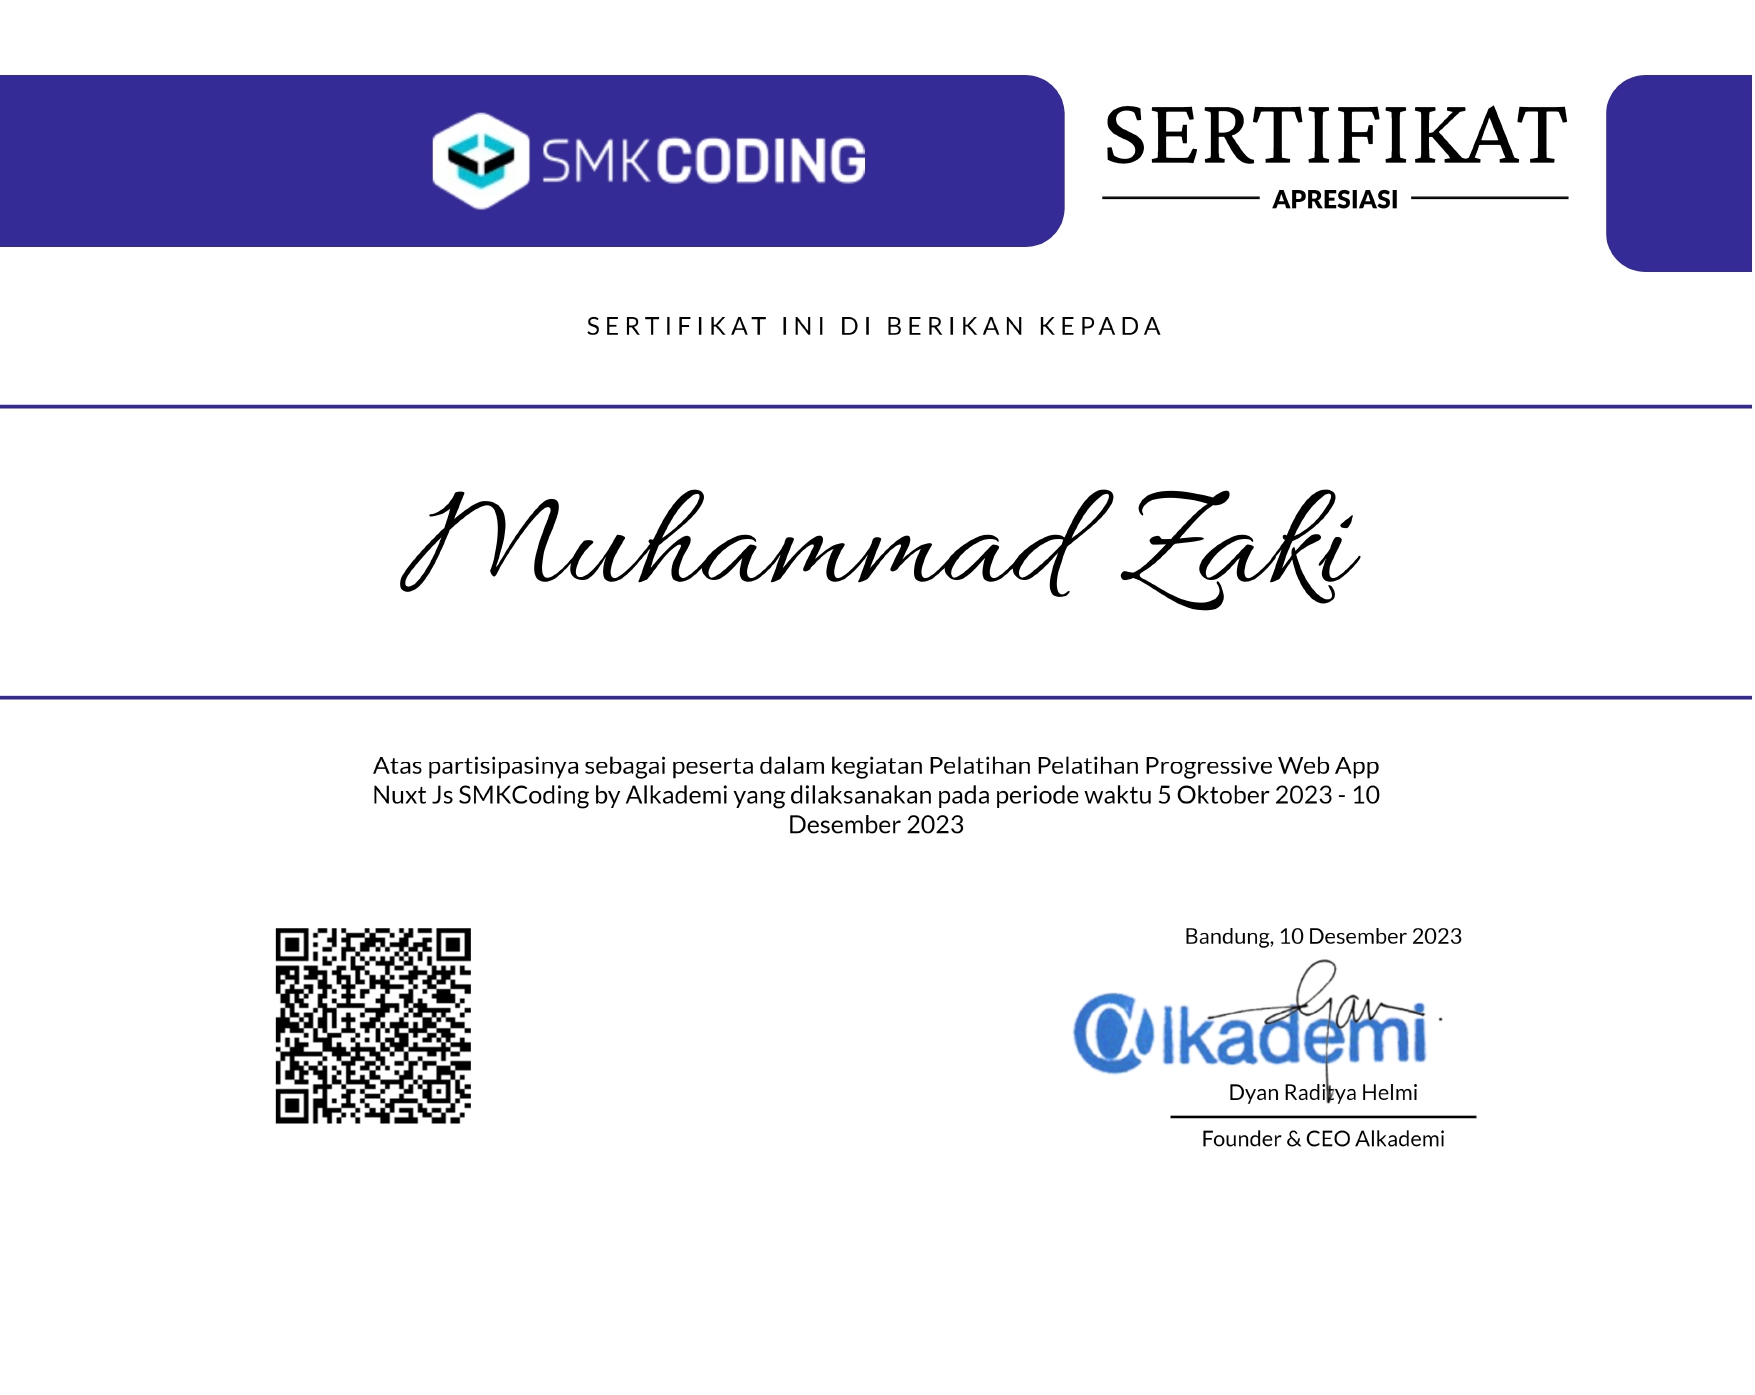 SMKCODING
SERTIFIKAT
APRESIASI
SERTIFIKAT INI DI BERIKAN KEPADA
Muhammad Zaki
Atas partisipasinya sebagai peserta dalam kegiatan Pelatihan Pelatihan Progressive Web App
Nuxt Js SMKCoding by Alkademi yang dilaksanakan pada periode waktu 5 Oktober 2023 - 10
Desember 2023
Bandung, 10 Desember 2023
alkademi
Dyan Raditya Helmi
Founder & CEO Alkademi